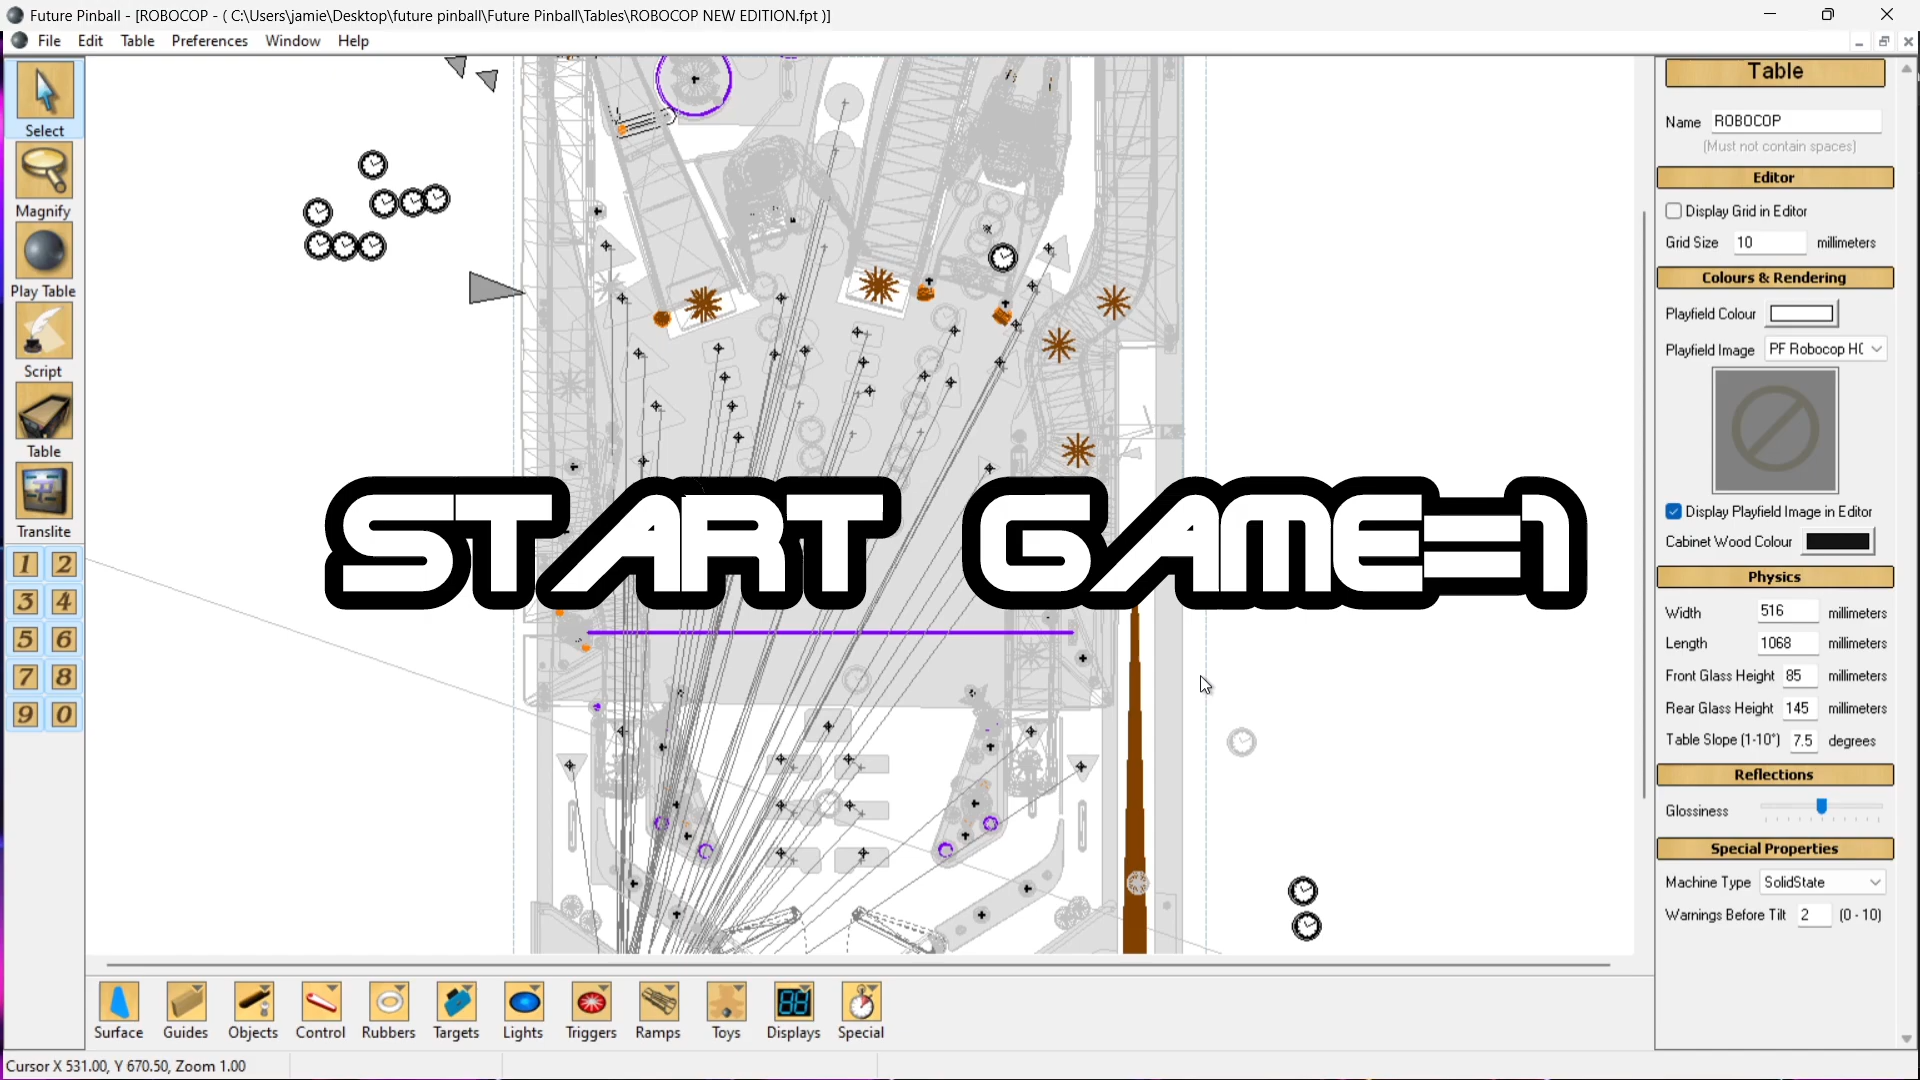 Future Pinball - [ROBOCOP - ( C:\Users\jamie\Desktop\future pinball\Future Pinball\Tables\ROBOCOP NEW EDITION.fpt )]
File Edit Table Preferences Window Help
Select
Magnify
Play Table
Script
Table
Translite
1 2
3 4
5 6
7 8
9 0
START GAME=1
Table
Name ROBOCOP
(Must not contain spaces)
Editor
Display Grid in Editor
Grid Size 10 millimeters
Colours & Rendering
Playfield Colour
Playfield Image PF Robocop H
Display Playfield Image in Editor
Cabinet Wood Colour
Physics
Width 516 millimeters
Length 1068 millimeters
Front Glass Height 85 millimeters
Rear Glass Height 145 millimeters
Table Slope (1-10°) 7.5 degrees
Reflections
Glossiness
Special Properties
Machine Type SolidState
Warnings Before Tilt 2 (0 - 10)
Surface Guides Objects Control Rubbers Targets Lights Triggers Ramps Toys Displays Special
Cursor X 531.00, Y 670.50, Zoom 1.00